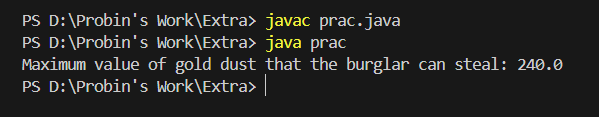 PS D:\Probin's Work\Extra> javac prac.java
PS D:\Probin's Work\Extra> java prac
Maximum value of gold dust that the burglar can steal: 240.0
PS D:\Probin's Work\Extra>